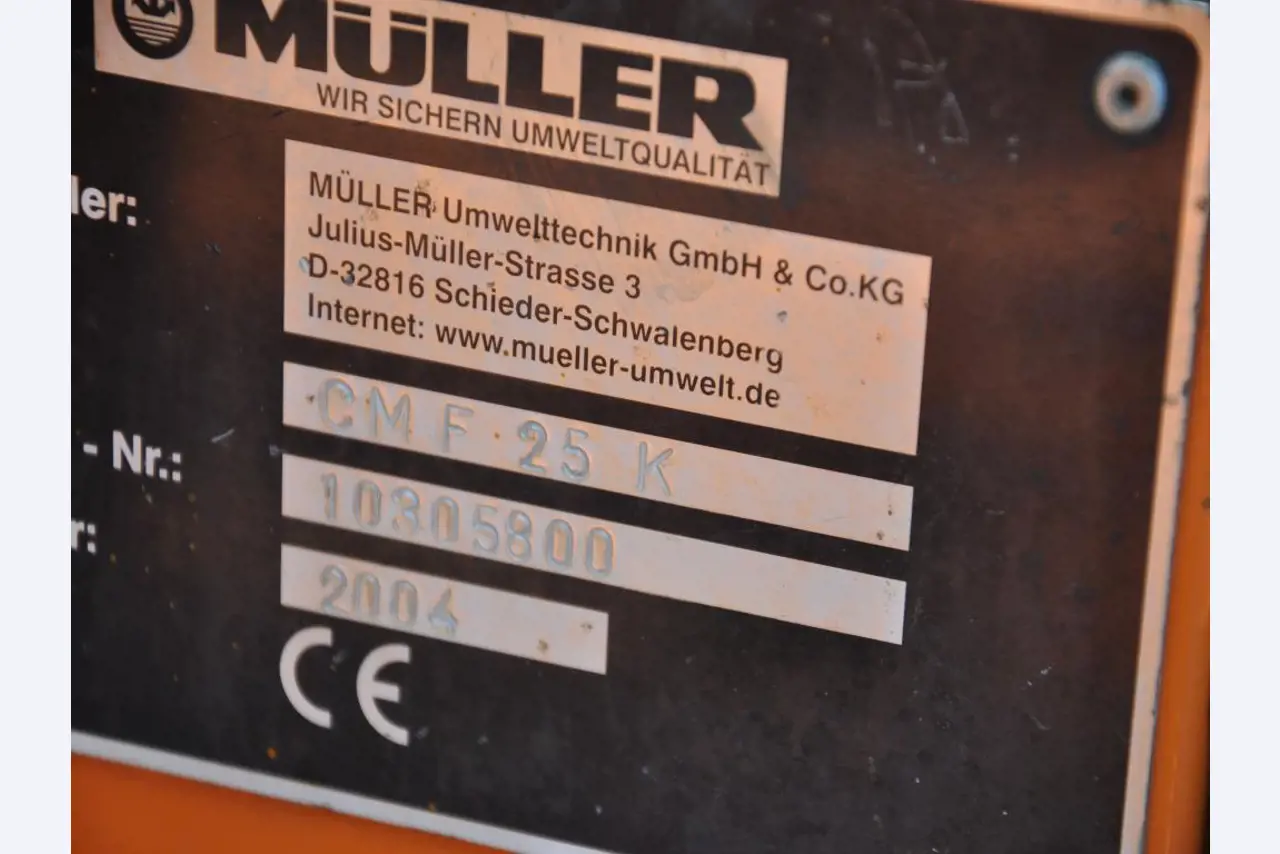 MÜLLER
WIR SICHERN UMWELTQUALITÄT
ler:
MÜLLER Umwelttechnik GmbH & Co.KG
Julius-Müller-Strasse 3
D-32816 Schieder-Schwalenberg
Internet: www.mueller-umwelt.de
CMF 25 K
- Nr.:
10305800
r:
2004
CE